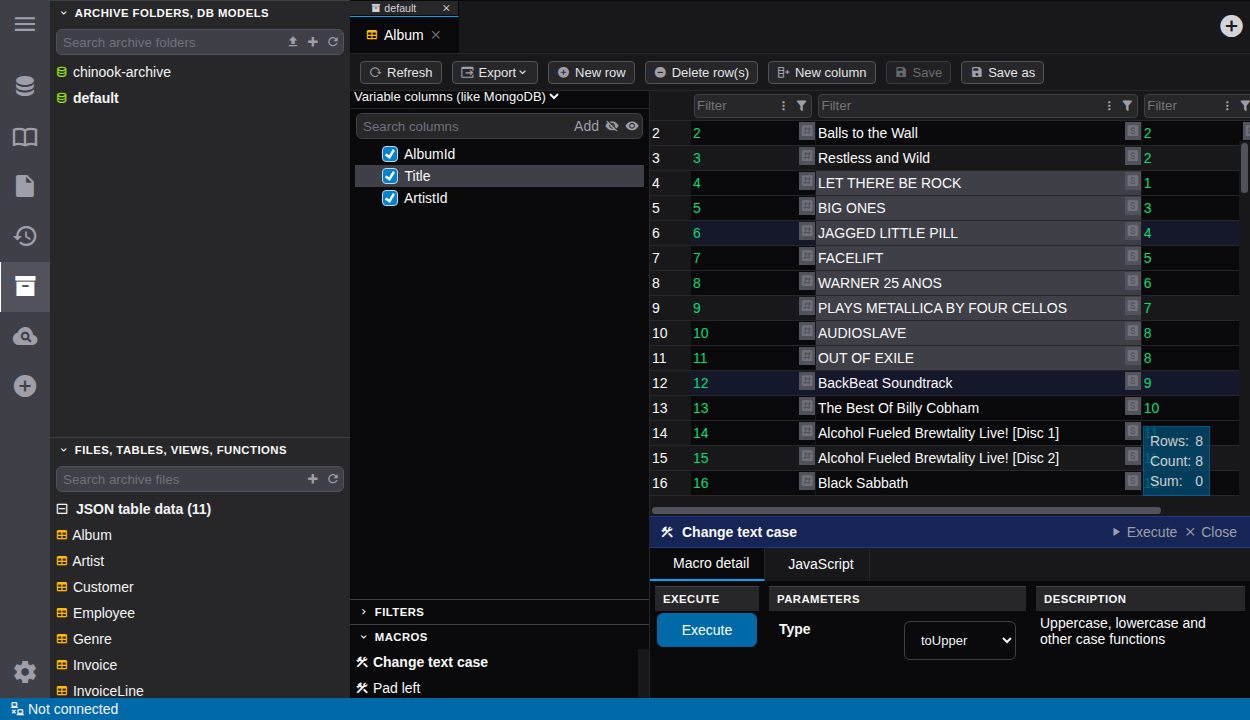 ARCHIVE FOLDERS, DB MODELS
Search archive folders
chinook-archive
default
FILES, TABLES, VIEWS, FUNCTIONS
Search archive files
JSON table data (11)
Album
Artist
Customer
Employee
Genre
Invoice
InvoiceLine
default
Album
Refresh
Export
New row
Delete row(s)
New column
Save
Save as
Variable columns (like MongoDB)
Search columns
Add
AlbumId
Title
ArtistId
FILTERS
MACROS
Change text case
Pad left
Filter Filter Filter
2 2 Balls to the Wall 2
3 3 Restless and Wild 2
4 4 LET THERE BE ROCK 1
5 5 BIG ONES 3
6 6 JAGGED LITTLE PILL 4
7 7 FACELIFT 5
8 8 WARNER 25 ANOS 6
9 9 PLAYS METALLICA BY FOUR CELLOS 7
10 10 AUDIOSLAVE 8
11 11 OUT OF EXILE 8
12 12 BackBeat Soundtrack 9
13 13 The Best Of Billy Cobham 10
14 14 Alcohol Fueled Brewtality Live! [Disc 1]
15 15 Alcohol Fueled Brewtality Live! [Disc 2]
16 16 Black Sabbath
Rows: 8
Count: 8
Sum: 0
Change text case
Execute
Close
Macro detail
JavaScript
EXECUTE
PARAMETERS
DESCRIPTION
Execute
Type
toUpper
Uppercase, lowercase and
other case functions
Not connected